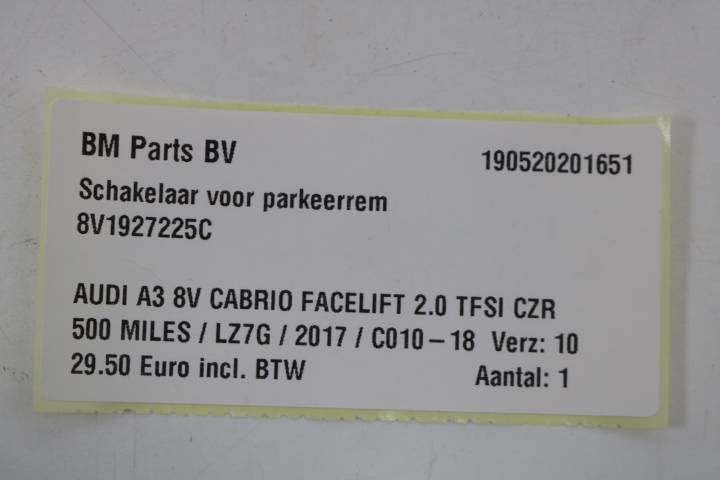 BM Parts BV
190520201651
Schakelaar voor parkeerrem
8V1927225C
AUDI A3 8V CABRIO FACELIFT 2.0 TFSI CZR
500 MILES / LZ7G / 2017 / C010-18 Verz: 10
29.50 Euro incl. BTW
Aantal: 1